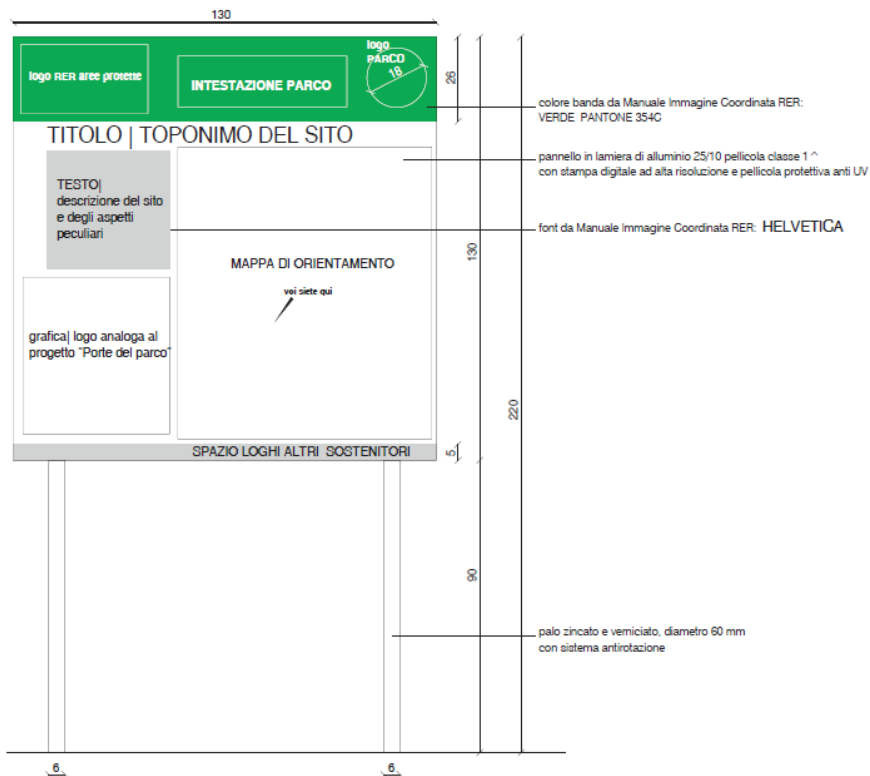 130
logo RER aree protette
INTESTAZIONE PARCO
logo
PARCO
18
26
colore banda da Manuale Immagine Coordinata RER:
VERDE PANTONE 354C
TITOLO | TOPONIMO DEL SITO
pannello in lamiera di alluminio 25/10 pellicola classe 1 ^
con stampa digitale ad alta risoluzione e pellicola protettiva anti UV
TESTO|
descrizione del sito
e degli aspetti
peculiari
font da Manuale Immagine Coordinata RER: HELVETICA
130
MAPPA DI ORIENTAMENTO
voi siete qui
grafica| logo analoga al
progetto "Porte del parco"
220
SPAZIO LOGHI ALTRI SOSTENITORI
5
90
palo zincato e verniciato, diametro 60 mm
con sistema antirotazione
6
6